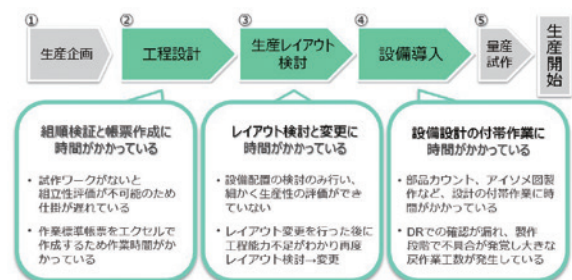 ①
生産企画
②
工程設計
③
生産レイアウト
検討
④
設備導入
⑤
量産
試作
生産開始
組順検証と帳票作成に
時間がかかっている
・試作ワークがないと
組立性評価が不可能のため
仕掛が遅れている
・作業標準帳票をエクセルで
作成するため作業時間がか
かっている
レイアウト検討と変更に
時間がかかっている
・設備配置の検討のみ行い、
細かく生産性の評価ができ
ていない
・レイアウト変更を行った後に
工程能力不足がわかり再度
レイアウト検討→変更
設備設計の付帯作業に
時間がかかっている
・部品カウント、アイソメ図製
作など、設計の付帯作業に時
間がかかっている
・DRでの確認が漏れ、製作
段階で不具合が発覚し大きな
反作工数が発生している